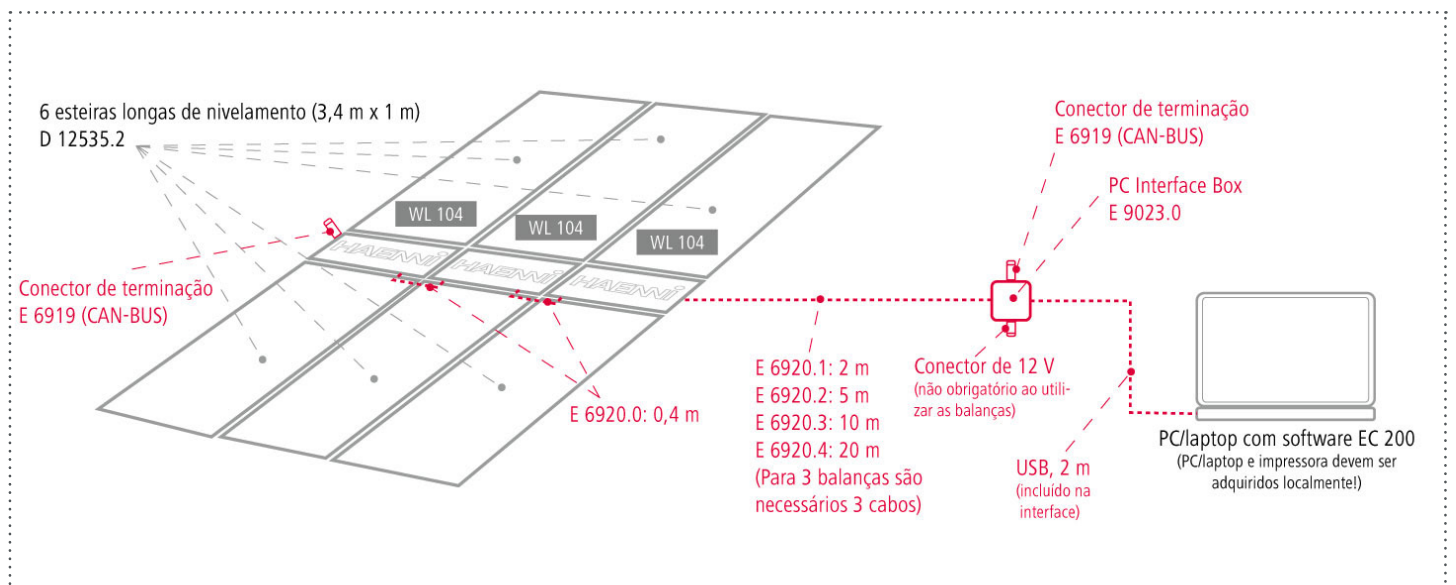 6 esteiras longas de nivelamento (3,4 m x 1 m)
D 12535.2
Conector de terminação
E 6919 (CAN-BUS)
PC Interface Box
E 9023.0
WL 104
WL 104
WL 104
HAENNI
HAENNI
HAENNI
Conector de terminação
E 6919 (CAN-BUS)
E 6920.0: 0,4 m
E 6920.1: 2 m
E 6920.2: 5 m
E 6920.3: 10 m
E 6920.4: 20 m
(Para 3 balanças são
necessários 3 cabos)
Conector de 12 V
(não obrigatório ao utili-
zar as balanças)
USB, 2 m
(incluído na
interface)
PC/laptop com software EC 200
(PC/laptop e impressora devem ser
adquiridos localmente!)